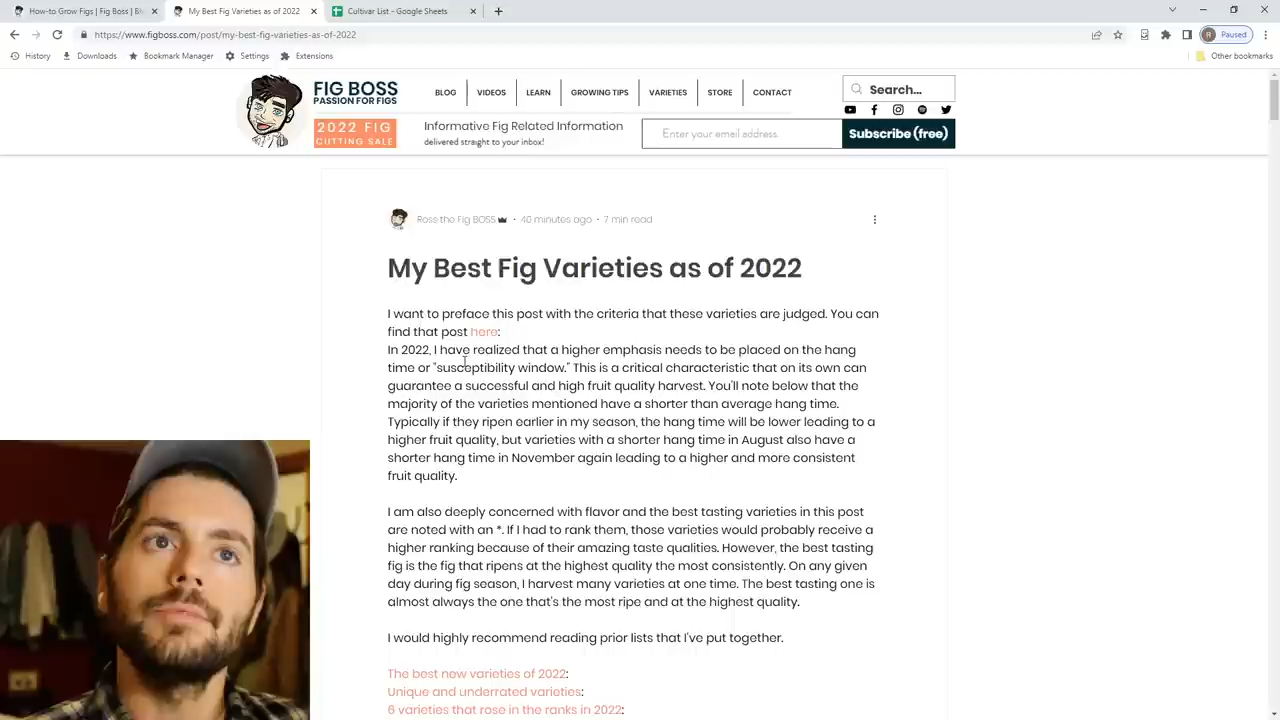 How-to Grow Figs | Fig Boss | Bl
My Best Fig Varieties as of 2022
Cultivar List. - Google Sheets
https://www.figboss.com/post/my-best-fig-varieties-as-of-2022
Paused
History
Downloads
Bookmark Manager
Settings
Extensions
Other bookmarks
FIG BOSS
PASSION FOR FIGS
BLOG
VIDEOS
LEARN
GROWING TIPS
VARIETIES
STORE
CONTACT
Search...
2022 FIG
CUTTING SALE
Informative Fig Related Information
delivered straight to your inbox!
Enter your email address.
Subscribe (free)
Ross the Fig BOSS • 40 minutes ago • 7 min read
My Best Fig Varieties as of 2022
I want to preface this post with the criteria that these varieties are judged. You can
find that post here:
In 2022, I have realized that a higher emphasis needs to be placed on the hang
time or "susceptibility window." This is a critical characteristic that on its own can
guarantee a successful and high fruit quality harvest. You'll note below that the
majority of the varieties mentioned have a shorter than average hang time.
Typically if they ripen earlier in my season, the hang time will be lower leading to a
higher fruit quality, but varieties with a shorter hang time in August also have a
shorter hang time in November again leading to a higher and more consistent
fruit quality.
I am also deeply concerned with flavor and the best tasting varieties in this post
are noted with an *. If I had to rank them, those varieties would probably receive a
higher ranking because of their amazing taste qualities. However, the best tasting
fig is the fig that ripens at the highest quality the most consistently. On any given
day during fig season, I harvest many varieties at one time. The best tasting one is
almost always the one that's the most ripe and at the highest quality.
I would highly recommend reading prior lists that I've put together.
The best new varieties of 2022:
Unique and underrated varieties:
6 varieties that rose in the ranks in 2022: